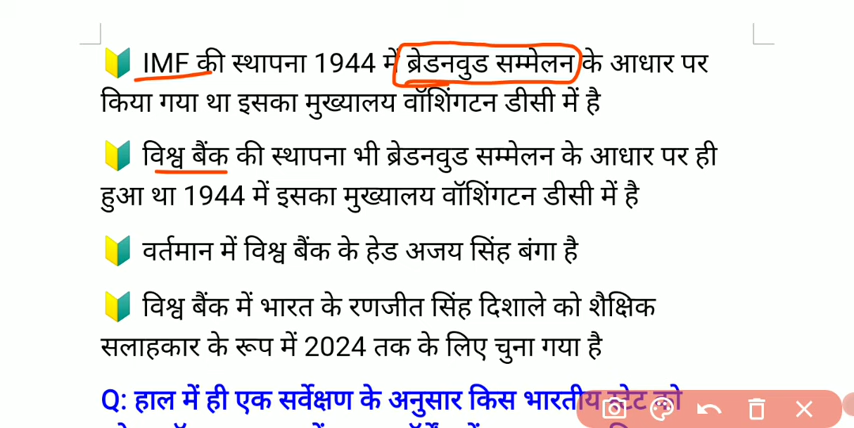 🔰 IMF की स्थापना 1944 में ब्रेडनवुड सम्मेलन के आधार पर
किया गया था इसका मुख्यालय वॉशिंगटन डीसी में है
🔰 विश्व बैंक की स्थापना भी ब्रेडनवुड सम्मेलन के आधार पर ही
हुआ था 1944 में इसका मुख्यालय वॉशिंगटन डीसी में है
🔰 वर्तमान में विश्व बैंक के हेड अजय सिंह बंगा है
🔰 विश्व बैंक में भारत के रणजीत सिंह दिशाले को शैक्षिक
सलाहकार के रूप में 2024 तक के लिए चुना गया है
Q: हाल में ही एक सर्वेक्षण के अनुसार किस भारतीय स्टेट को